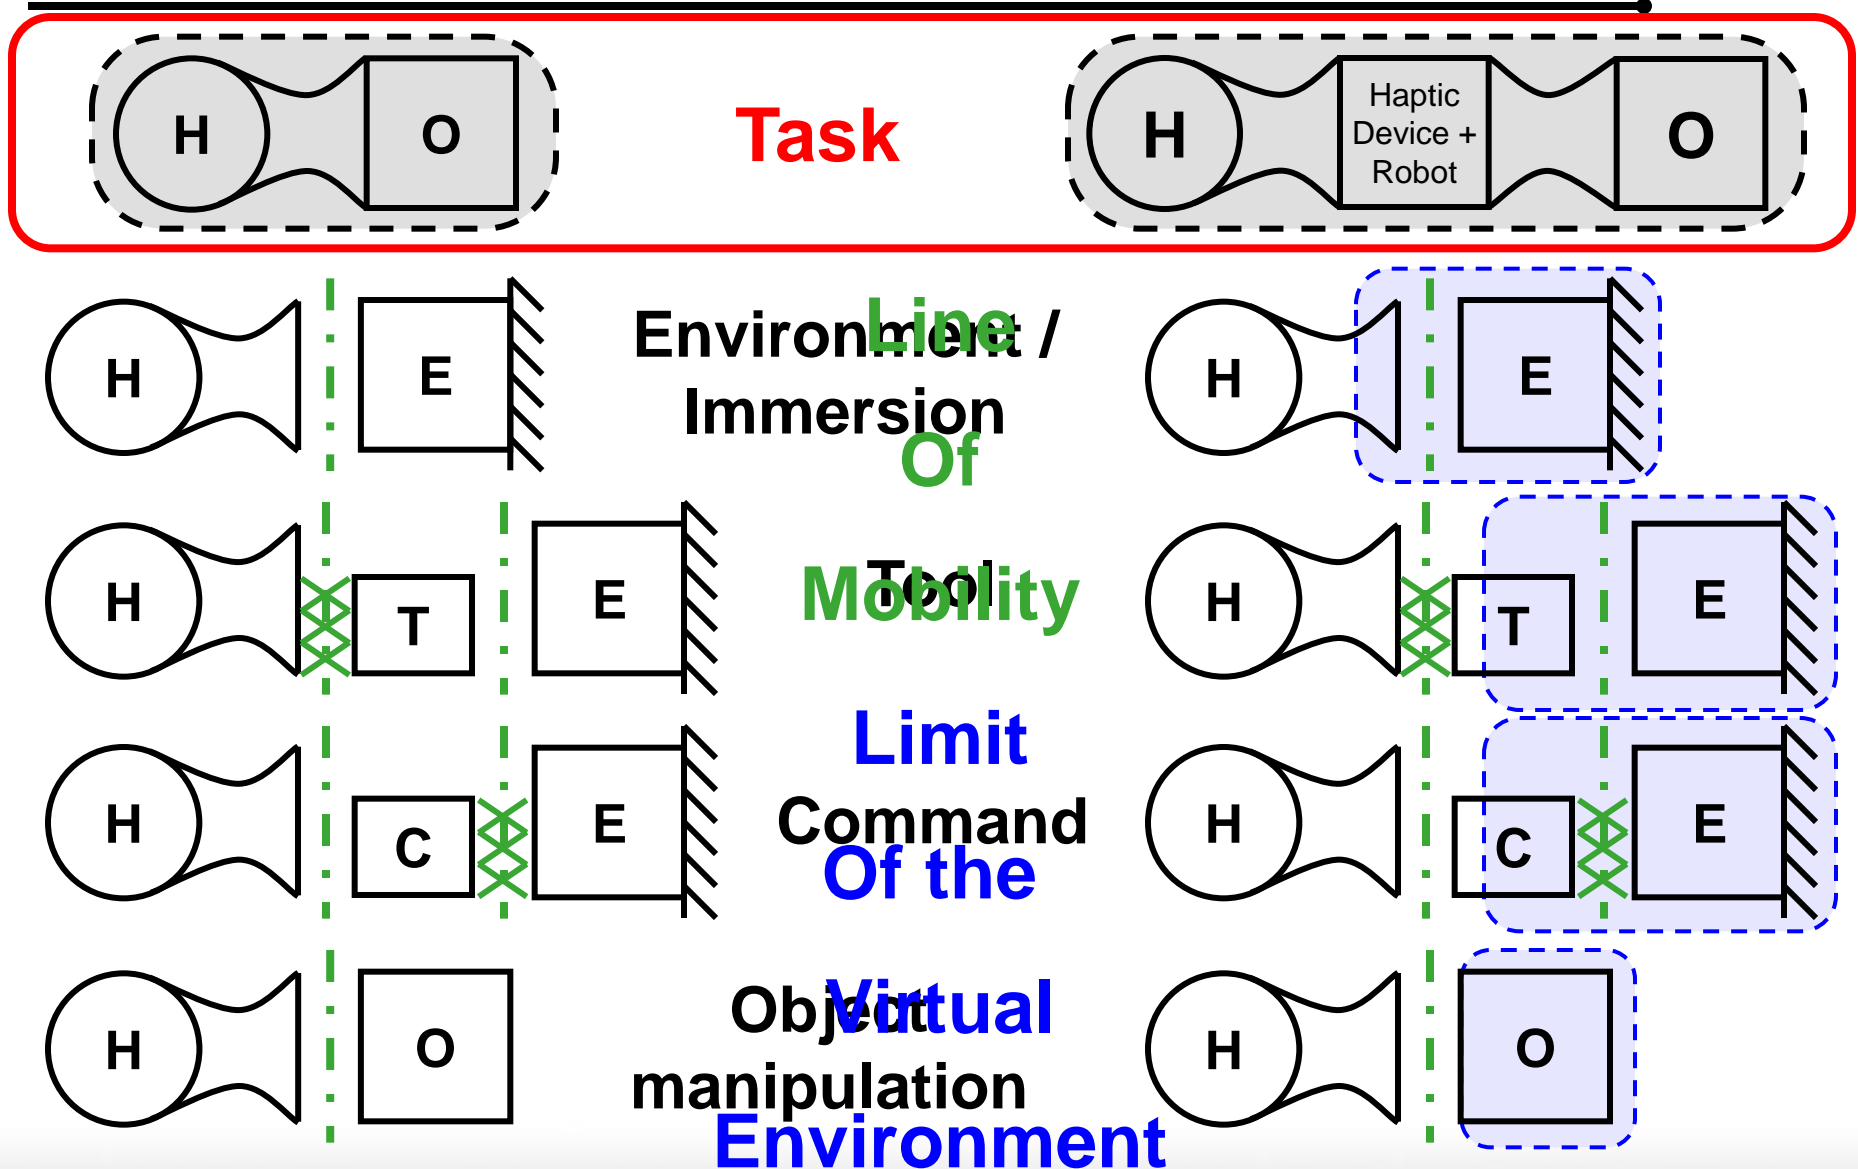 H O Task H Haptic O
Device +
Robot
H E Environment / H E
Immersion
Line
Of
Mobility
H T E Tool H T E
Limit
Of the
Virtual
Environment
H C E Command H C E
H O Object H O
manipulation